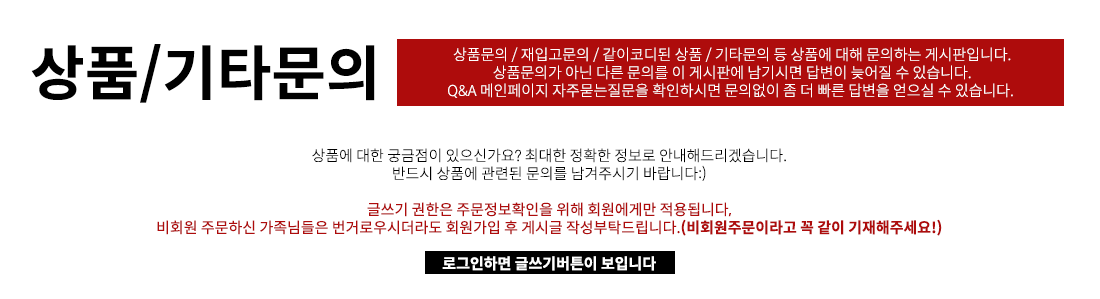 상품/기타문의
상품문의 / 재입고문의 / 같이코디된 상품 / 기타문의 등 상품에 대해 문의하는 게시판입니다.
상품문의가 아닌 다른 문의를 이 게시판에 남기시면 답변이 늦어질 수 있습니다.
Q&A 메인페이지 자주묻는질문을 확인하시면 문의없이 좀 더 빠른 답변을 얻으실 수 있습니다.
상품에 대한 궁금점이 있으신가요? 최대한 정확한 정보로 안내해드리겠습니다.
반드시 상품에 관련된 문의를 남겨주시기 바랍니다:)
글쓰기 권한은 주문정보확인을 위해 회원에게만 적용됩니다,
비회원 주문하신 가족님들은 번거로우시더라도 회원가입 후 게시글 작성부탁드립니다.(비회원주문이라고 꼭 같이 기재해주세요!)
로그인하면 글쓰기버튼이 보입니다